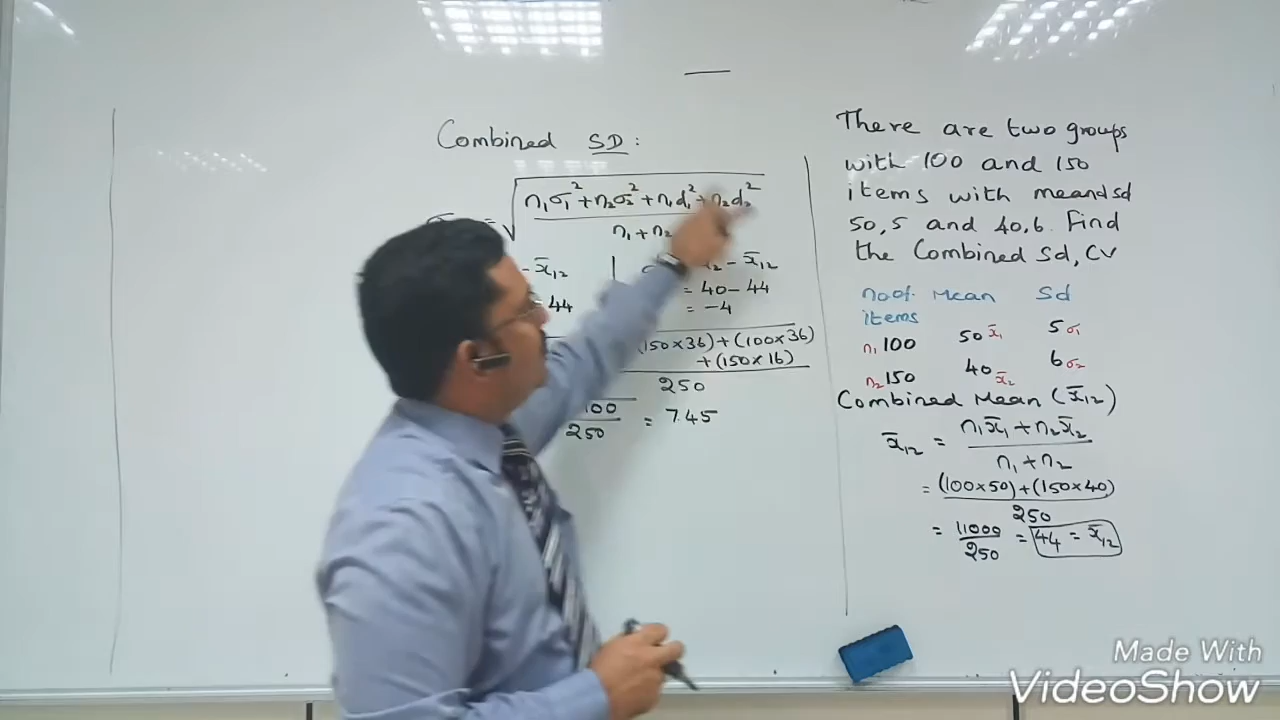 Combined SD:
= √ n₁σ₁² + n₂σ₂² + n₁d₁² + n₂d₂²
n₁ + n₂
- x̄₁₂
x₂ - x̄₁₂
44
= 40 - 44
= -4
(150 x 36) + (100 x 36)
+ (150 x 16)
250
00
250
= 7.45
There are two groups
with 100 and 150
items with mean and sd
50, 5 and 40, 6. Find
the Combined Sd, CV
no of. Mean Sd
items
n₁ 100 50 x̄₁ 5 σ₁
n₂ 150 40 x̄₂ 6 σ₂
Combined Mean (x̄₁₂)
x̄₁₂ = n₁x̄₁ + n₂x̄₂
n₁ + n₂
= (100 x 50) + (150 x 40)
250
= 11000 = 44 = x̄₁₂
250
Made With
VideoShow